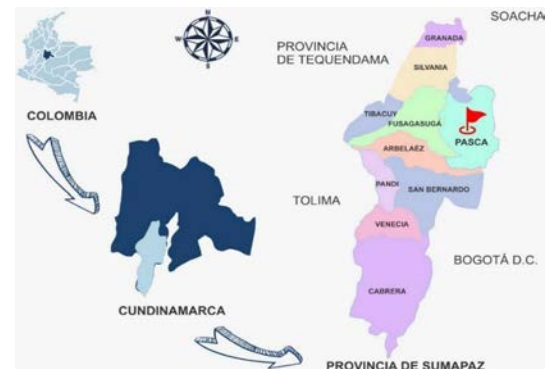 SOACHA
GRANADA
PROVINCIA
DE TEQUENDAMA
SILVANIA
TIBACUY
FUSAGASUGÁ
PASCA
ARBELAÉZ
PANDI
SAN BERNARDO
TOLIMA
VENECIA
BOGOTÁ D.C.
CABRERA
PROVINCIA DE SUMAPAZ
COLOMBIA
CUNDINAMARCA
N
W
E
S